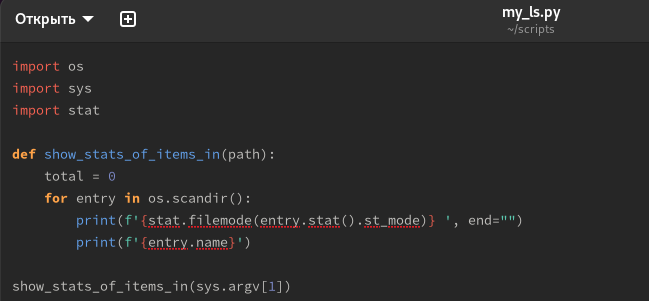 Открыть
my_ls.py
~/scripts
import os
import sys
import stat
def show_stats_of_items_in(path):
    total = 0
    for entry in os.scandir():
        print(f'{stat.filemode(entry.stat().st_mode)} ', end="")
        print(f'{entry.name}')
show_stats_of_items_in(sys.argv[1])